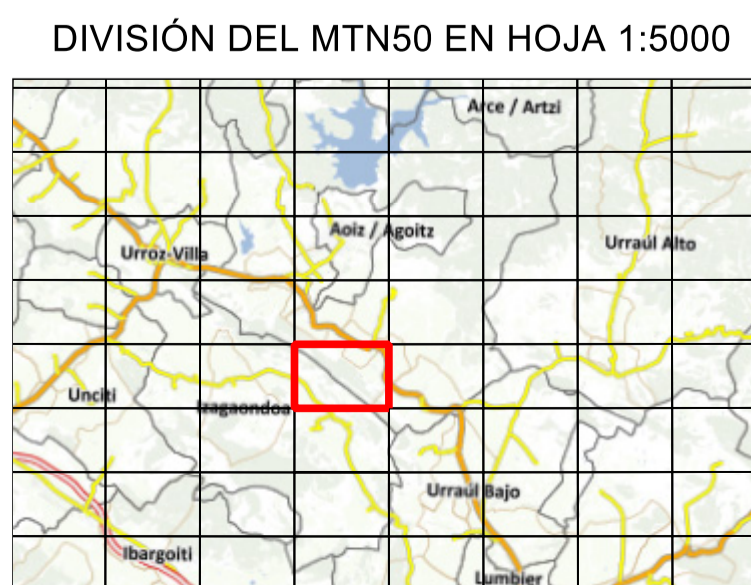 DIVISIÓN DEL MTN50 EN HOJA 1:5000
Arce / Artzi
Aoiz / Agoitz
Urraúl Alto
Urroz-Villa
Unciti
Izagaondoa
Urraúl Bajo
Ibargoiti
Lumbier